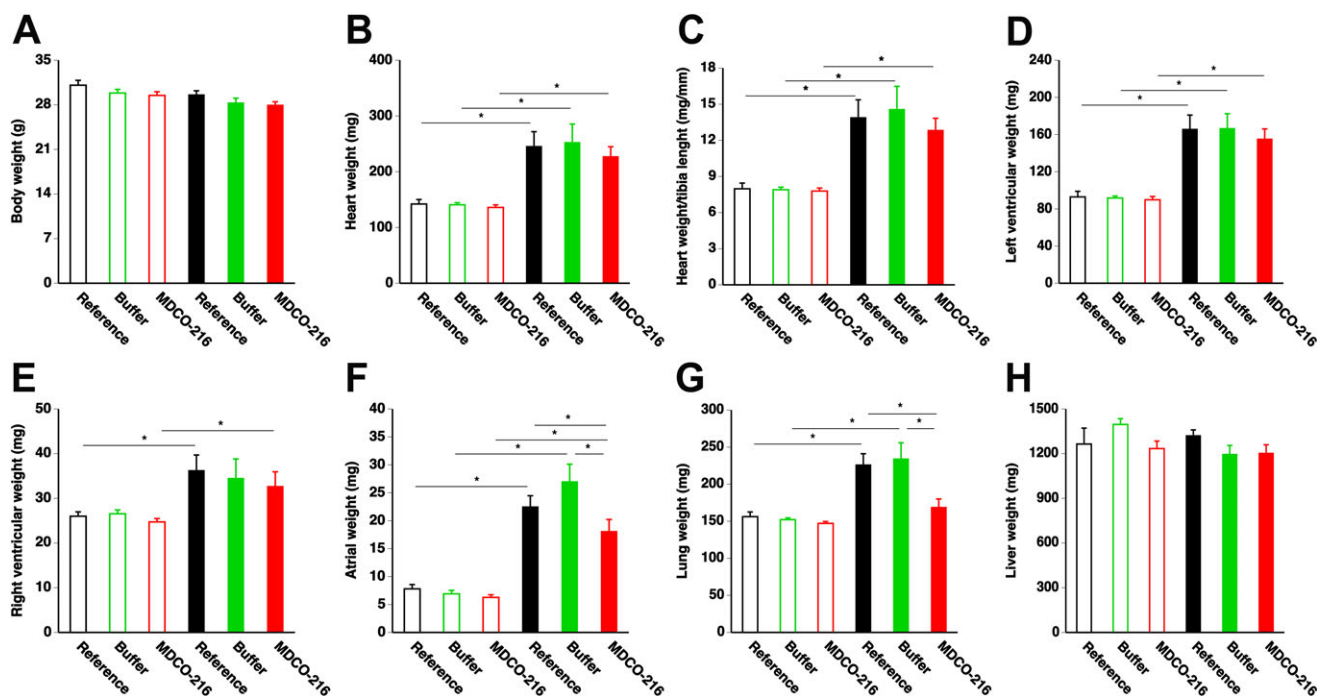 A
Body weight (g)
35
28
21
14
7
0
Reference
Buffer
MDCO-216
Reference
Buffer
MDCO-216
B
Heart weight (mg)
400
300
200
100
0
*
*
*
Reference
Buffer
MDCO-216
Reference
Buffer
MDCO-216
C
Heart weight/tibia lenght (mg/mm)
18
15
12
9
6
3
0
*
*
*
Reference
Buffer
MDCO-216
Reference
Buffer
MDCO-216
D
Left ventricular weight (mg)
240
200
160
120
80
40
0
*
*
*
Reference
Buffer
MDCO-216
Reference
Buffer
MDCO-216
E
Right ventricular weight (mg)
50
40
30
20
10
0
*
*
Reference
Buffer
MDCO-216
Reference
Buffer
MDCO-216
F
Atrial weight (mg)
40
35
30
25
20
15
10
5
0
*
*
*
*
*
Reference
Buffer
MDCO-216
Reference
Buffer
MDCO-216
G
Lung weight (mg)
300
250
200
150
100
50
0
*
*
*
*
Reference
Buffer
MDCO-216
Reference
Buffer
MDCO-216
H
Liver weight (mg)
1500
1200
900
600
300
0
Reference
Buffer
MDCO-216
Reference
Buffer
MDCO-216